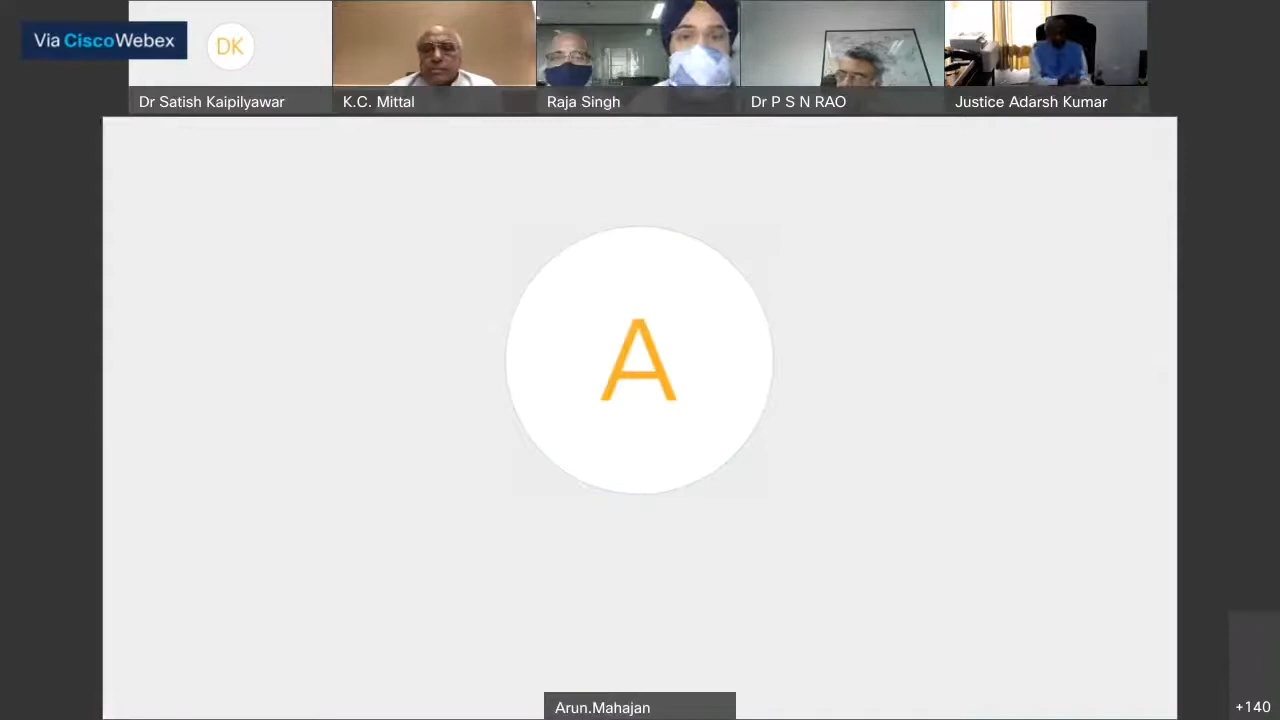 Via CiscoWebex
DK
Dr Satish Kaipilyawar
K.C. Mittal
Raja Singh
Dr P S N RAO
Justice Adarsh Kumar
A
Arun.Mahajan
+140